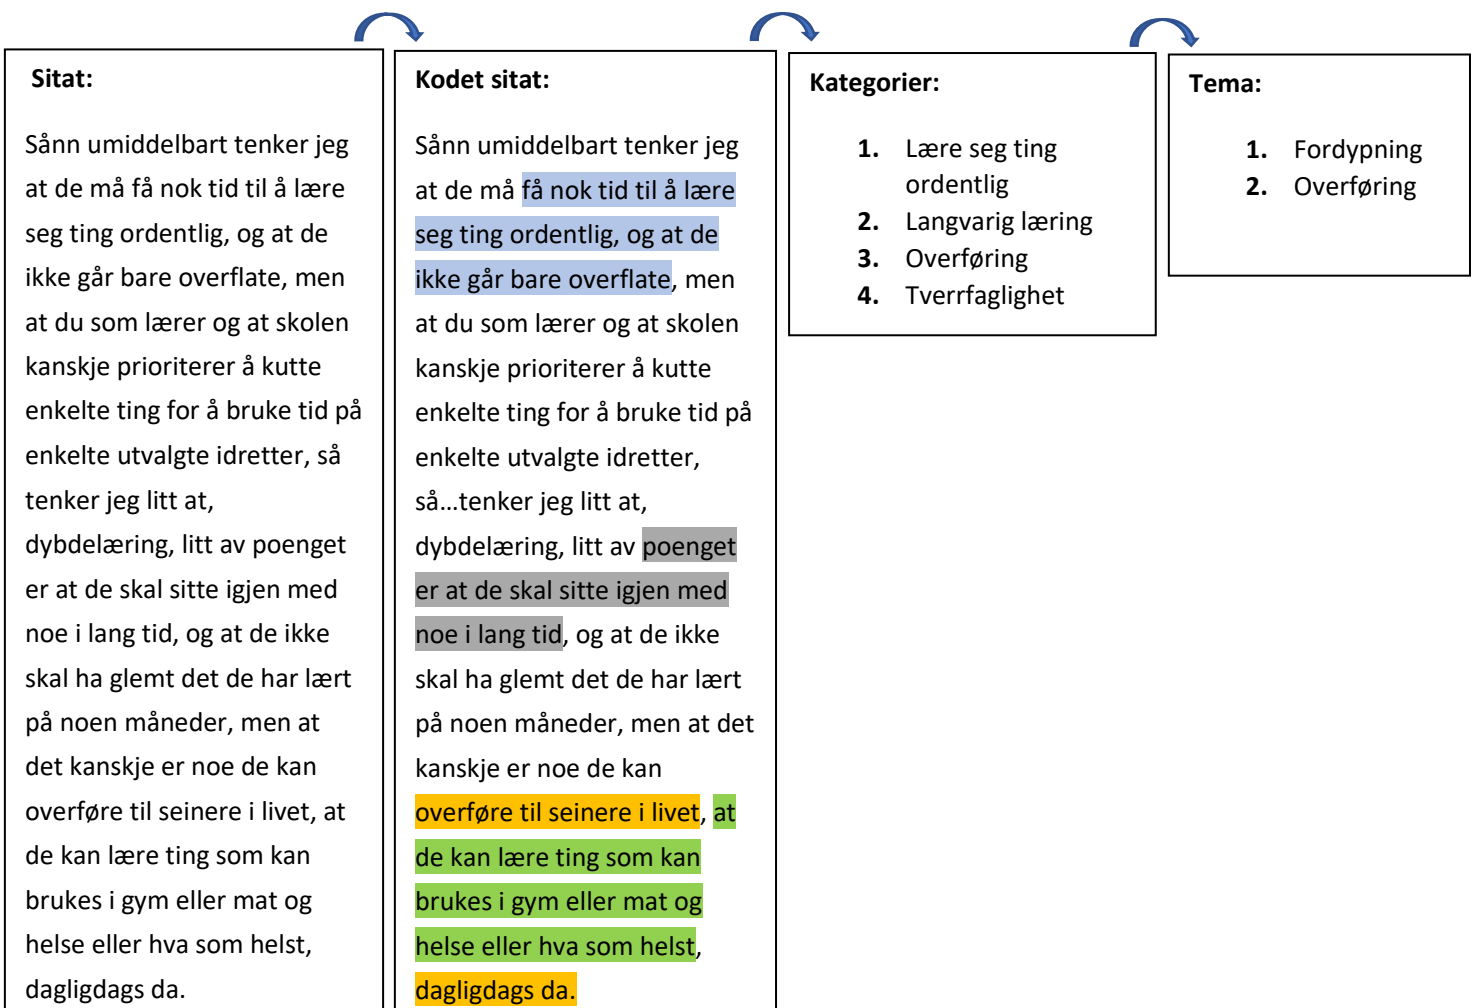 Sitat:
Sånn umiddelbart tenker jeg
at de må få nok tid til å lære
seg ting ordentlig, og at de
ikke går bare overflate, men
at du som lærer og at skolen
kanskje prioriterer å kutte
enkelte ting for å bruke tid på
enkelte utvalgte idretter, så
tenker jeg litt at,
dybdelæring, litt av poenget
er at de skal sitte igjen med
noe i lang tid, og at de ikke
skal ha glemt det de har lært
på noen måneder, men at
det kanskje er noe de kan
overføre til seinere i livet, at
de kan lære ting som kan
brukes i gym eller mat og
helse eller hva som helst,
dagligdags da.
Kodet sitat:
Sånn umiddelbart tenker jeg
at de må få nok tid til å lære
seg ting ordentlig, og at de
ikke går bare overflate, men
at du som lærer og at skolen
kanskje prioriterer å kutte
enkelte ting for å bruke tid på
enkelte utvalgte idretter,
så…tenker jeg litt at,
dybdelæring, litt av poenget
er at de skal sitte igjen med
noe i lang tid, og at de ikke
skal ha glemt det de har lært
på noen måneder, men at det
kanskje er noe de kan
overføre til seinere i livet, at
de kan lære ting som kan
brukes i gym eller mat og
helse eller hva som helst,
dagligdags da.
Kategorier:
1. Lære seg ting
ordentlig
2. Langvarig læring
3. Overføring
4. Tverrfaglighet
Tema:
1. Fordypning
2. Overføring